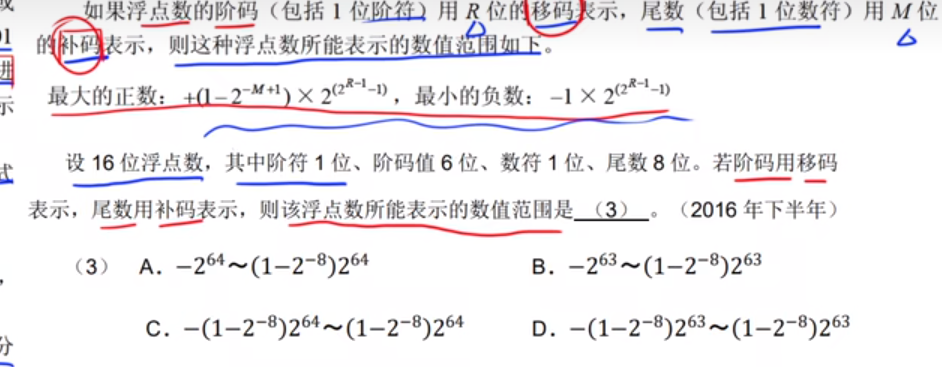 或 如果浮点数的阶码（包括 1 位阶符）用 R 位的移码表示，尾数（包括 1 位数符）用 M 位
01 的补码表示，则这种浮点数所能表示的数值范围如下。
进
示 最大的正数：+(1−2^{−M+1})×2^{(2^{R−1}−1)}，最小的负数：−1×2^{(2^{R−1}−1)}
式 设 16 位浮点数，其中阶符 1 位、阶码值 6 位、数符 1 位、尾数 8 位。若阶码用移码
表示，尾数用补码表示，则该浮点数所能表示的数值范围是（3）。（2016 年下半年）
，（3） A．−2^{64}～(1−2^{−8})2^{64} B．−2^{63}～(1−2^{−8})2^{63}
分 C．−(1−2^{−8})2^{64}～(1−2^{−8})2^{64} D．−(1−2^{−8})2^{63}～(1−2^{−8})2^{63}